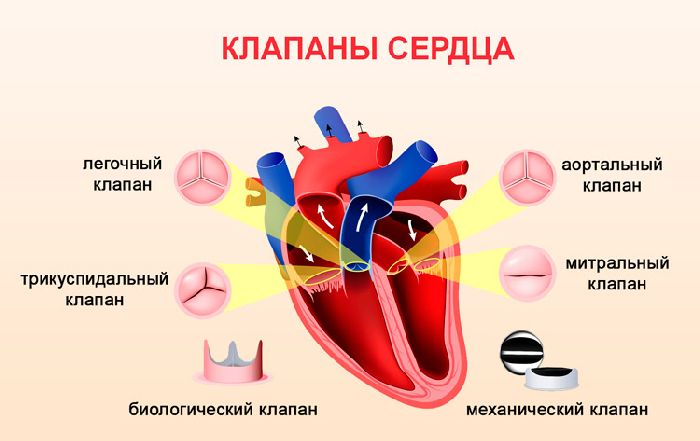 КЛАПАНЫ СЕРДЦА
легочный
клапан
аортальный
клапан
трикуспидальный
клапан
митральный
клапан
биологический клапан
механический клапан